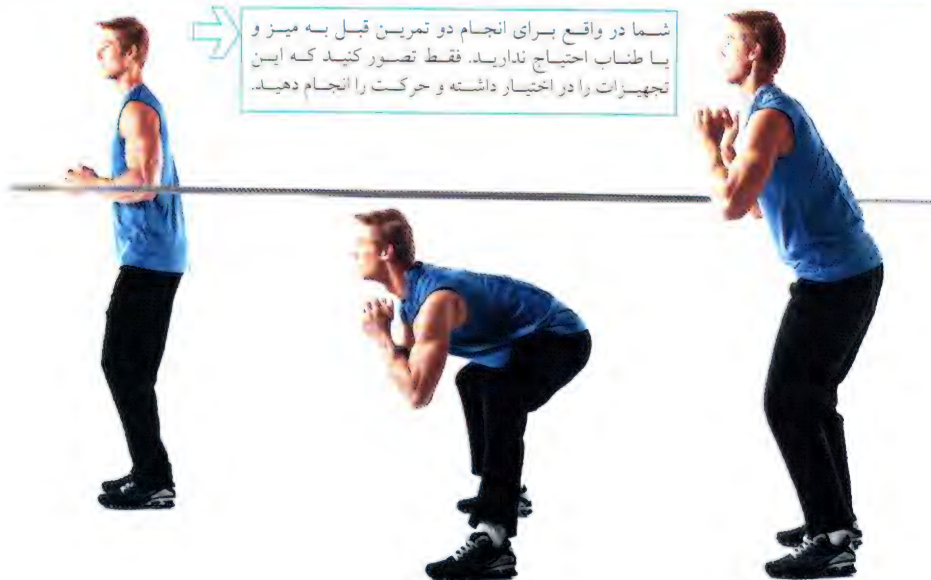 شما در واقع برای انجام دو تمرین قبل به میز و
یا طناب احتیاج ندارید. فقط تصور کنید که این
تجهیزات را در اختیار داشته و حرکت را انجام دهید.